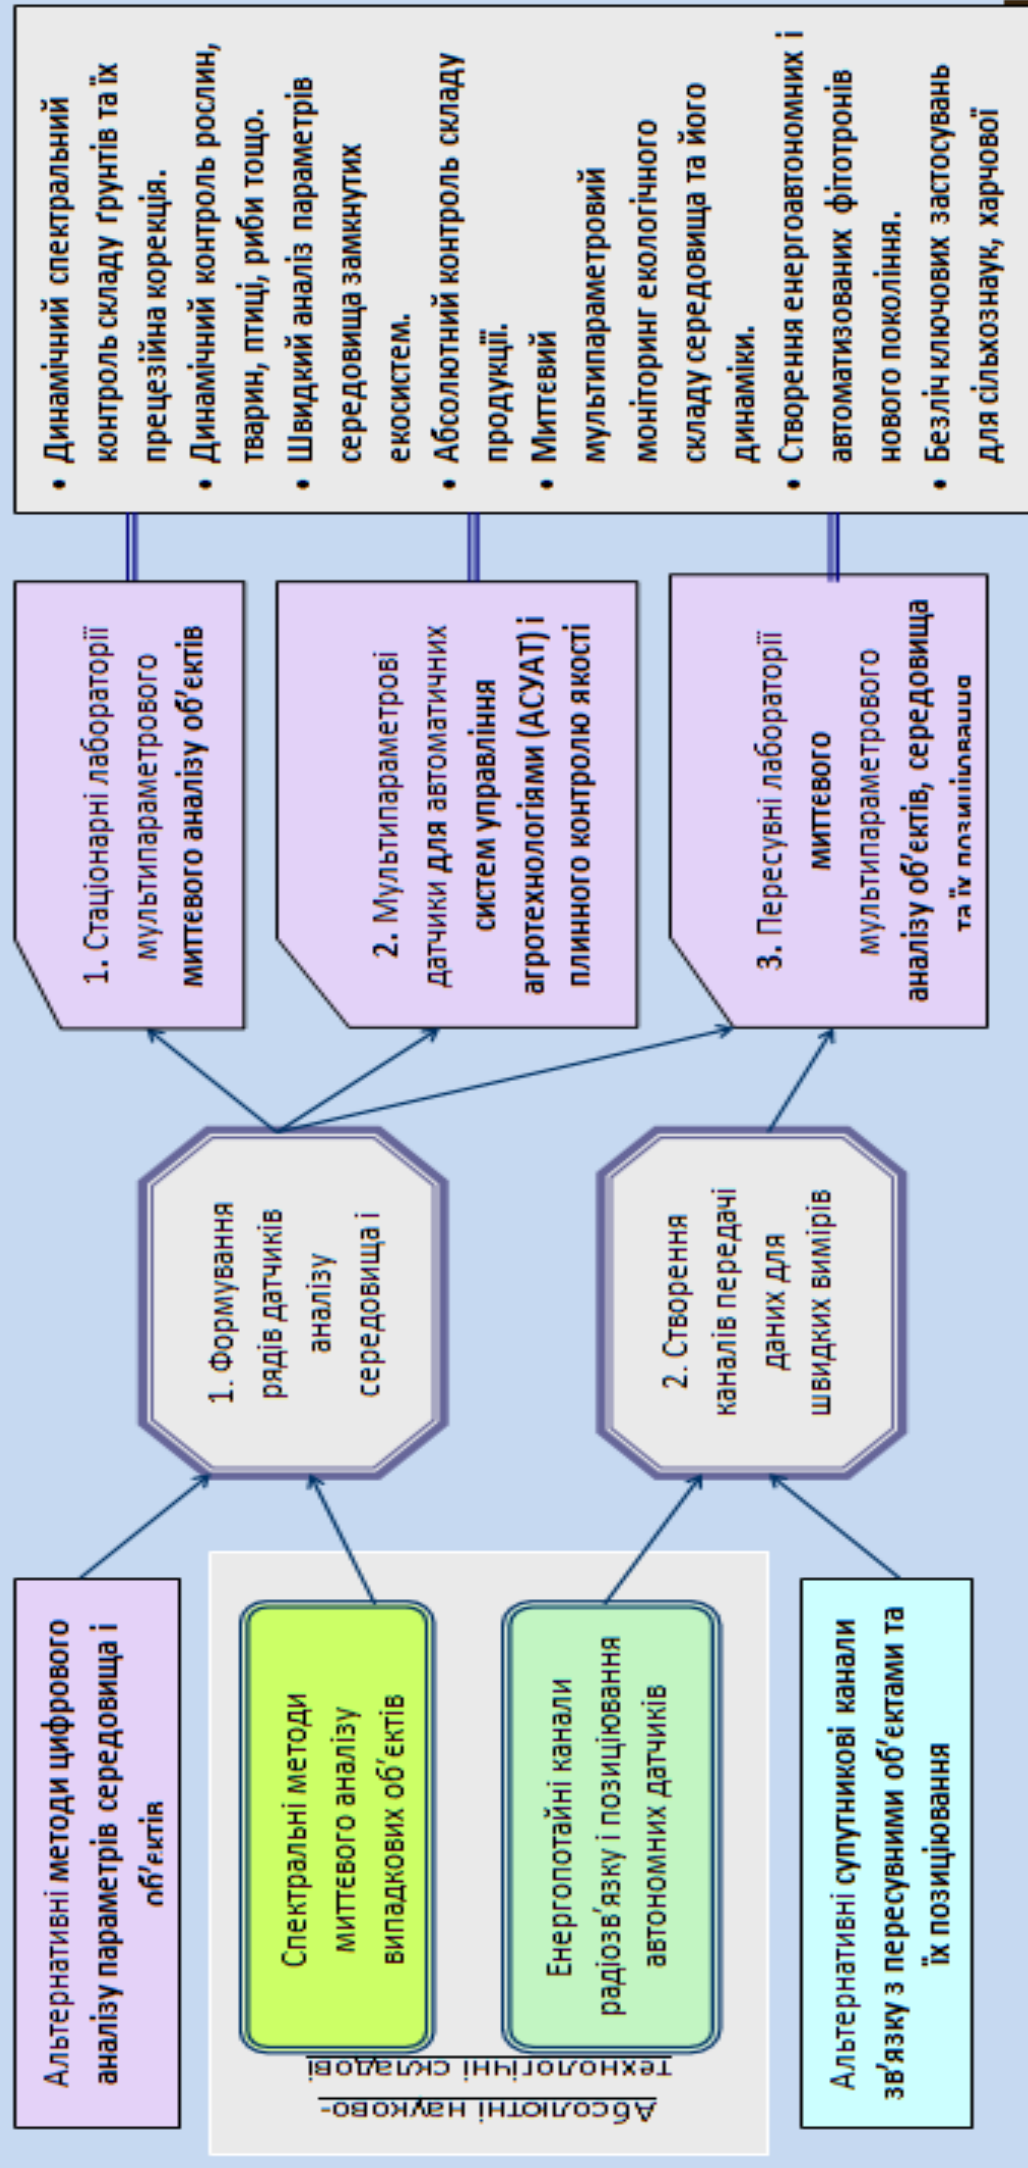 Альтернативні методи цифрового
аналізу параметрів середовища і
об'єктів
Абсолютні науково-
технологічні складові
Спектральні методи
миттєвого аналізу
випадкових об'єктів
Енергопотайні канали
радіозв'язку і позиціювання
автономних датчиків
Альтернативні супутникові канали
зв'язку з пересувними об'єктами та
їх позиціювання
1. Формування
рядів датчиків
аналізу
середовища і
2. Створення
каналів передачі
даних для
швидких вимірів
1. Стаціонарні лабораторії
мультипараметрового
миттєвого аналізу об'єктів
2. Мультипараметрові
датчики для автоматичних
систем управління
агротехнологіями (АСУАТ) і
плинного контролю якості
3. Пересувні лабораторії
миттєвого
мультипараметрового
аналізу об'єктів, середовища
та їх
• Динамічний спектральний
контроль складу ґрунтів та їх
прецезійна корекція.
• Динамічний контроль рослин,
тварин, птиці, риби тощо.
• Швидкий аналіз параметрів
середовища замкнутих
екосистем.
• Абсолютний контроль складу
продукції.
• Миттєвий
мультипараметровий
моніторинг екологічного
складу середовища та його
динаміки.
• Створення енергоавтономних і
автоматизованих фітотронів
нового покоління.
• Безліч ключових застосувань
для сільхознаук, харчової